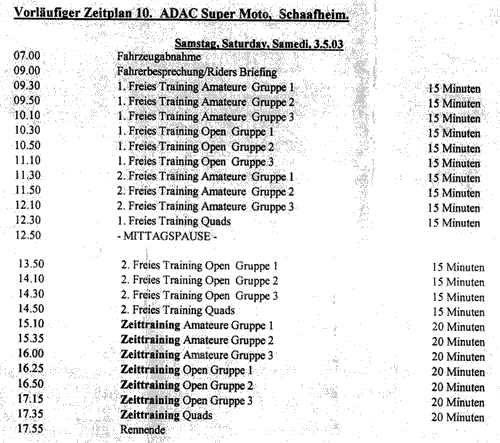 Vorläufiger Zeitplan 10. ADAC Super Moto, Schaafheim.
Samstag, Saturday, Samedi, 3.5.03
07.00 Fahrzeugabnahme
09.00 Fahrerbesprechung/Riders Briefing
09.30 1. Freies Training Amateure Gruppe 1 15 Minuten
09.50 1. Freies Training Amateure Gruppe 2 15 Minuten
10.10 1. Freies Training Amateure Gruppe 3 15 Minuten
10.30 1. Freies Training Open Gruppe 1 15 Minuten
10.50 1. Freies Training Open Gruppe 2 15 Minuten
11.10 1. Freies Training Open Gruppe 3 15 Minuten
11.30 2. Freies Training Amateure Gruppe 1 15 Minuten
11.50 2. Freies Training Amateure Gruppe 2 15 Minuten
12.10 2. Freies Training Amateure Gruppe 3 15 Minuten
12.30 1. Freies Training Quads 15 Minuten
12.50 - MITTAGSPAUSE -
13.50 2. Freies Training Open Gruppe 1 15 Minuten
14.10 2. Freies Training Open Gruppe 2 15 Minuten
14.30 2. Freies Training Open Gruppe 3 15 Minuten
14.50 2. Freies Training Quads 15 Minuten
15.10 Zeittraining Amateure Gruppe 1 20 Minuten
15.35 Zeittraining Amateure Gruppe 2 20 Minuten
16.00 Zeittraining Amateure Gruppe 3 20 Minuten
16.25 Zeittraining Open Gruppe 1 20 Minuten
16.50 Zeittraining Open Gruppe 2 20 Minuten
17.15 Zeittraining Open Gruppe 3 20 Minuten
17.35 Zeittraining Quads 20 Minuten
17.55 Rennende